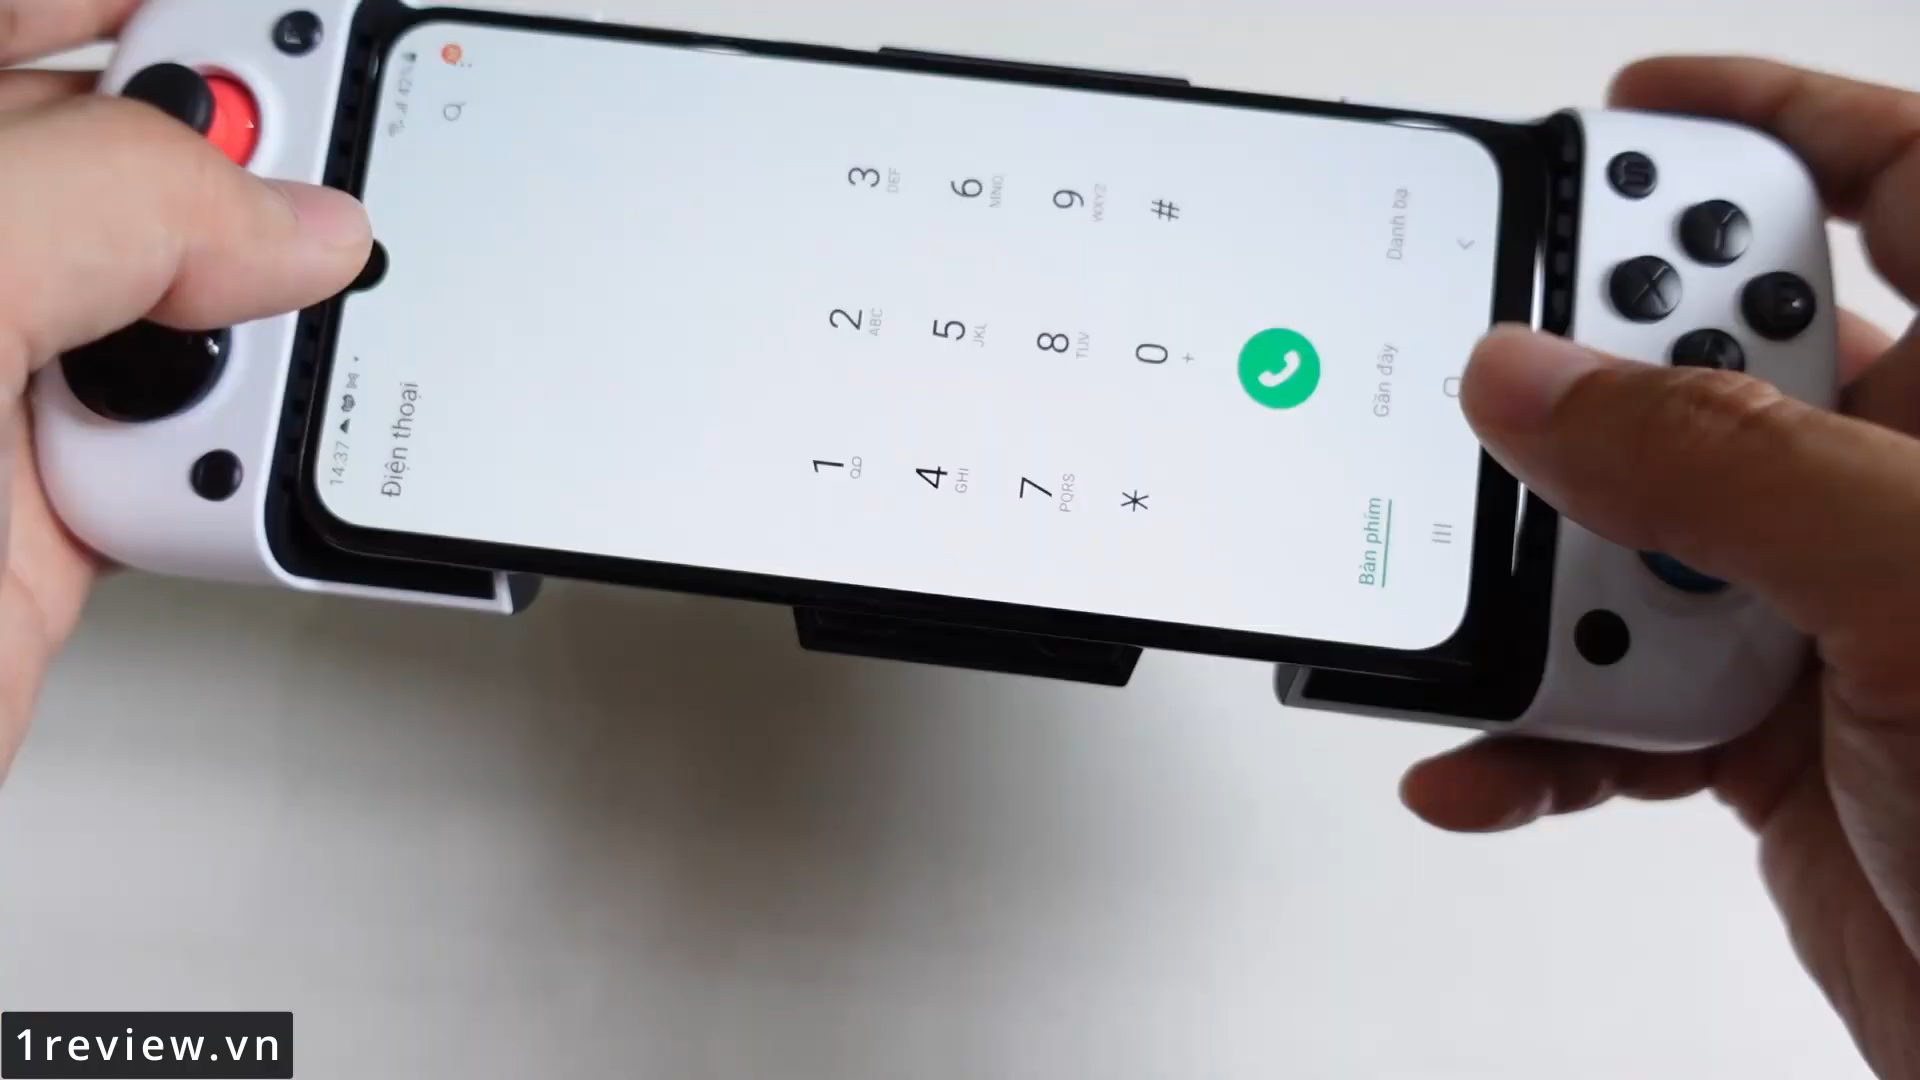 14:37
42%
Điện thoại
1
2 ABC
3 DEF
4 GHI
5 JKL
6 MNO
7 PQRS
8 TUV
9 WXYZ
*
0 +
#
Bàn phím
Gần đây
Danh bạ
X
1review.vn